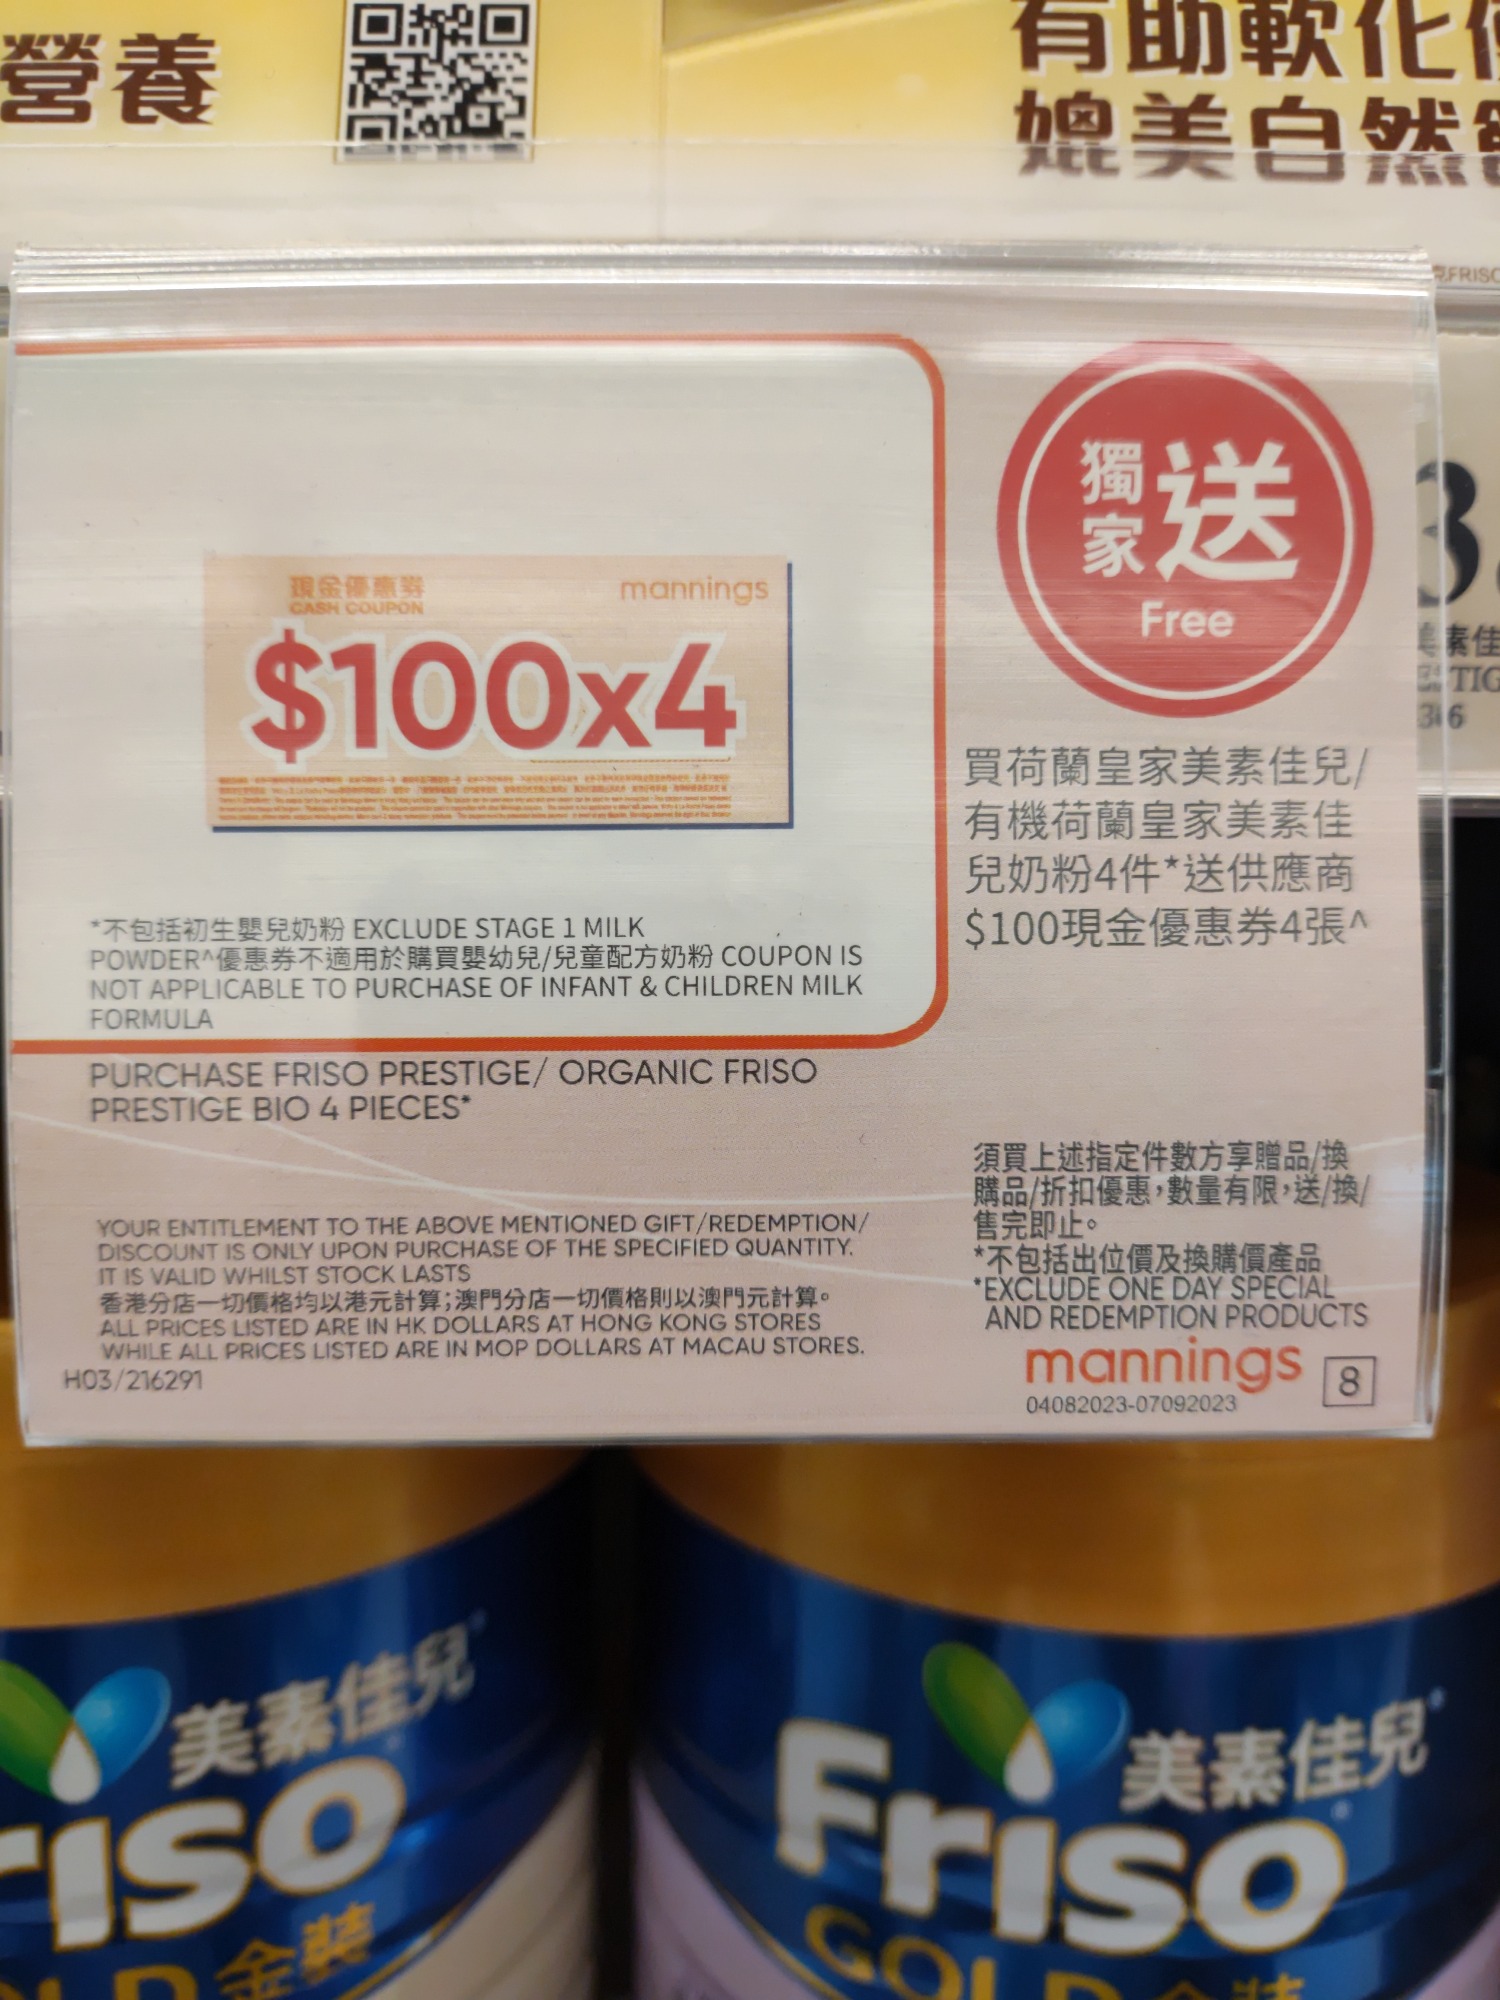 營養
有助軟化
媲美自然
FRISO
現金優惠券
CASH COUPON
mannings
$100x4
獨家送
Free
買荷蘭皇家美素佳兒/
有機荷蘭皇家美素佳
兒奶粉4件*送供應商
$100現金優惠券4張^
*不包括初生嬰兒奶粉 EXCLUDE STAGE 1 MILK
POWDER^優惠券不適用於購買嬰幼兒/兒童配方奶粉 COUPON IS
NOT APPLICABLE TO PURCHASE OF INFANT & CHILDREN MILK
FORMULA
PURCHASE FRISO PRESTIGE/ ORGANIC FRISO
PRESTIGE BIO 4 PIECES*
須買上述指定件數方享贈品/換
購品/折扣優惠,數量有限,送/換/
售完即止。
*不包括出位價及換購價產品
*EXCLUDE ONE DAY SPECIAL
AND REDEMPTION PRODUCTS
YOUR ENTITLEMENT TO THE ABOVE MENTIONED GIFT/REDEMPTION/
DISCOUNT IS ONLY UPON PURCHASE OF THE SPECIFIED QUANTITY.
IT IS VALID WHILST STOCK LASTS
香港分店一切價格均以港元計算;澳門分店一切價格則以澳門元計算。
ALL PRICES LISTED ARE IN HK DOLLARS AT HONG KONG STORES
WHILE ALL PRICES LISTED ARE IN MOP DOLLARS AT MACAU STORES.
H03/216291
mannings
8
04082023-07092023
美素佳兒
riso
金裝
美素佳兒
Friso
GOLD 金裝